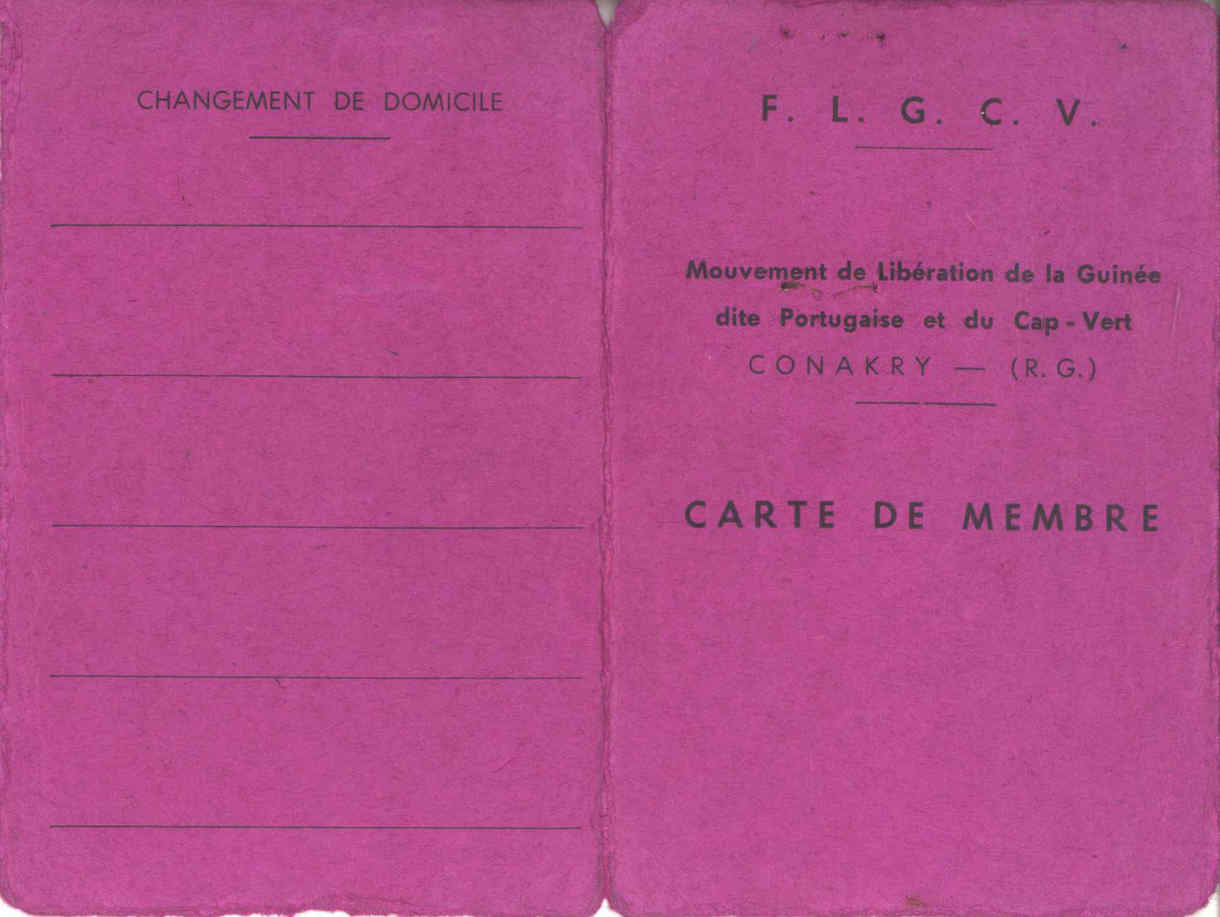 CHANGEMENT DE DOMICILE
F. L. G. C. V.
Mouvement de Libération de la Guinée
dite Portugaise et du Cap-Vert
CONAKRY — (R. G.)
CARTE DE MEMBRE